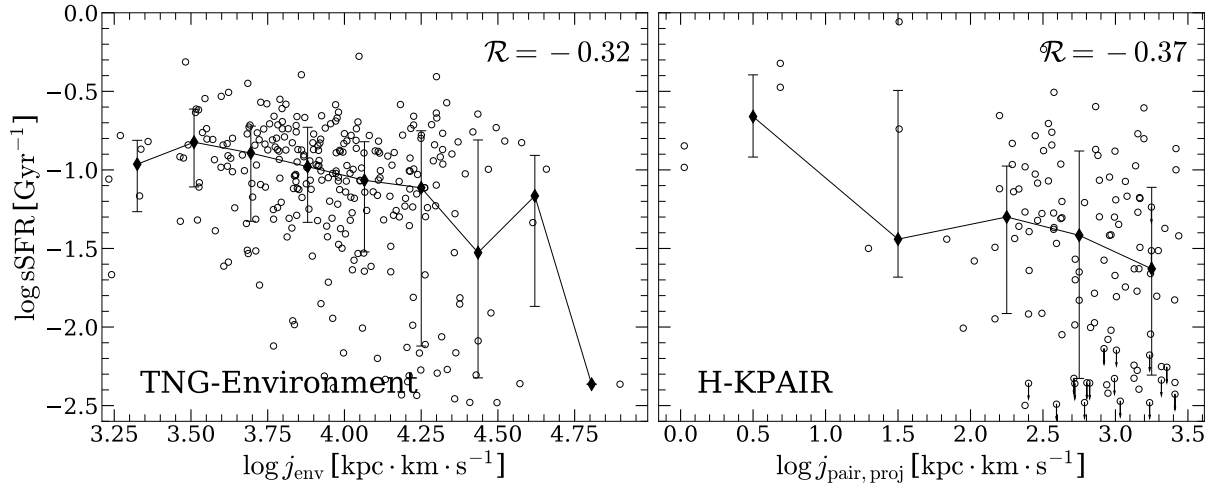 0.0
−0.5
−1.0
−1.5
−2.0
−2.5
log sSFR [Gyr−1]
R = − 0.32
TNG-Environment
3.25 3.50 3.75 4.00 4.25 4.50 4.75
log jenv [kpc · km · s−1]
R = − 0.37
H-KPAIR
0.0 0.5 1.0 1.5 2.0 2.5 3.0 3.5
log jpair, proj [kpc · km · s−1]